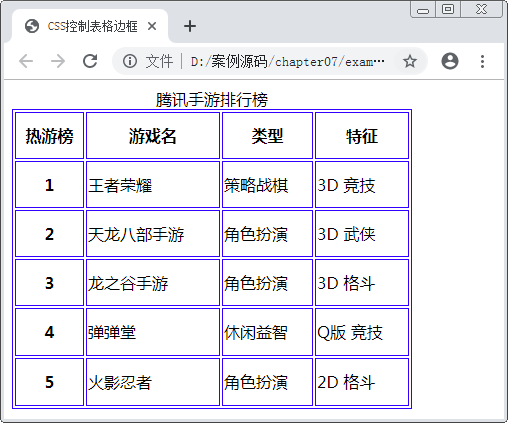 CSS控制表格边框
文件 D:/案例源码/chapter07/exam…
腾讯手游排行榜
热游榜 游戏名 类型 特征
1 王者荣耀 策略战棋 3D 竞技
2 天龙八部手游 角色扮演 3D 武侠
3 龙之谷手游 角色扮演 3D 格斗
4 弹弹堂 休闲益智 Q版 竞技
5 火影忍者 角色扮演 2D 格斗